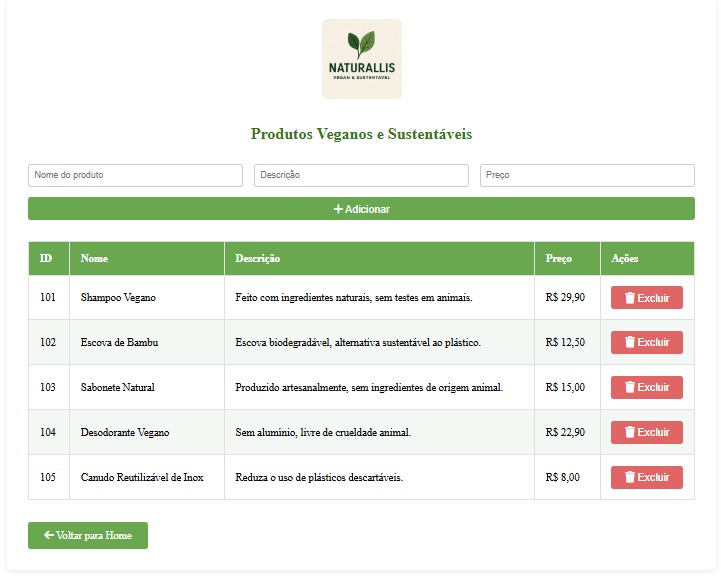 NATURALLIS
VEGAN & SUSTENTÁVEL
Produtos Veganos e Sustentáveis
Nome do produto Descrição Preço
Adicionar
ID Nome Descrição Preço Ações
101 Shampoo Vegano Feito com ingredientes naturais, sem testes em animais. R$ 29,90 Excluir
102 Escova de Bambu Escova biodegradável, alternativa sustentável ao plástico. R$ 12,50 Excluir
103 Sabonete Natural Produzido artesanalmente, sem ingredientes de origem animal. R$ 15,00 Excluir
104 Desodorante Vegano Sem alumínio, livre de crueldade animal. R$ 22,90 Excluir
105 Canudo Reutilizável de Inox Reduza o uso de plásticos descartáveis. R$ 8,00 Excluir
Voltar para Home